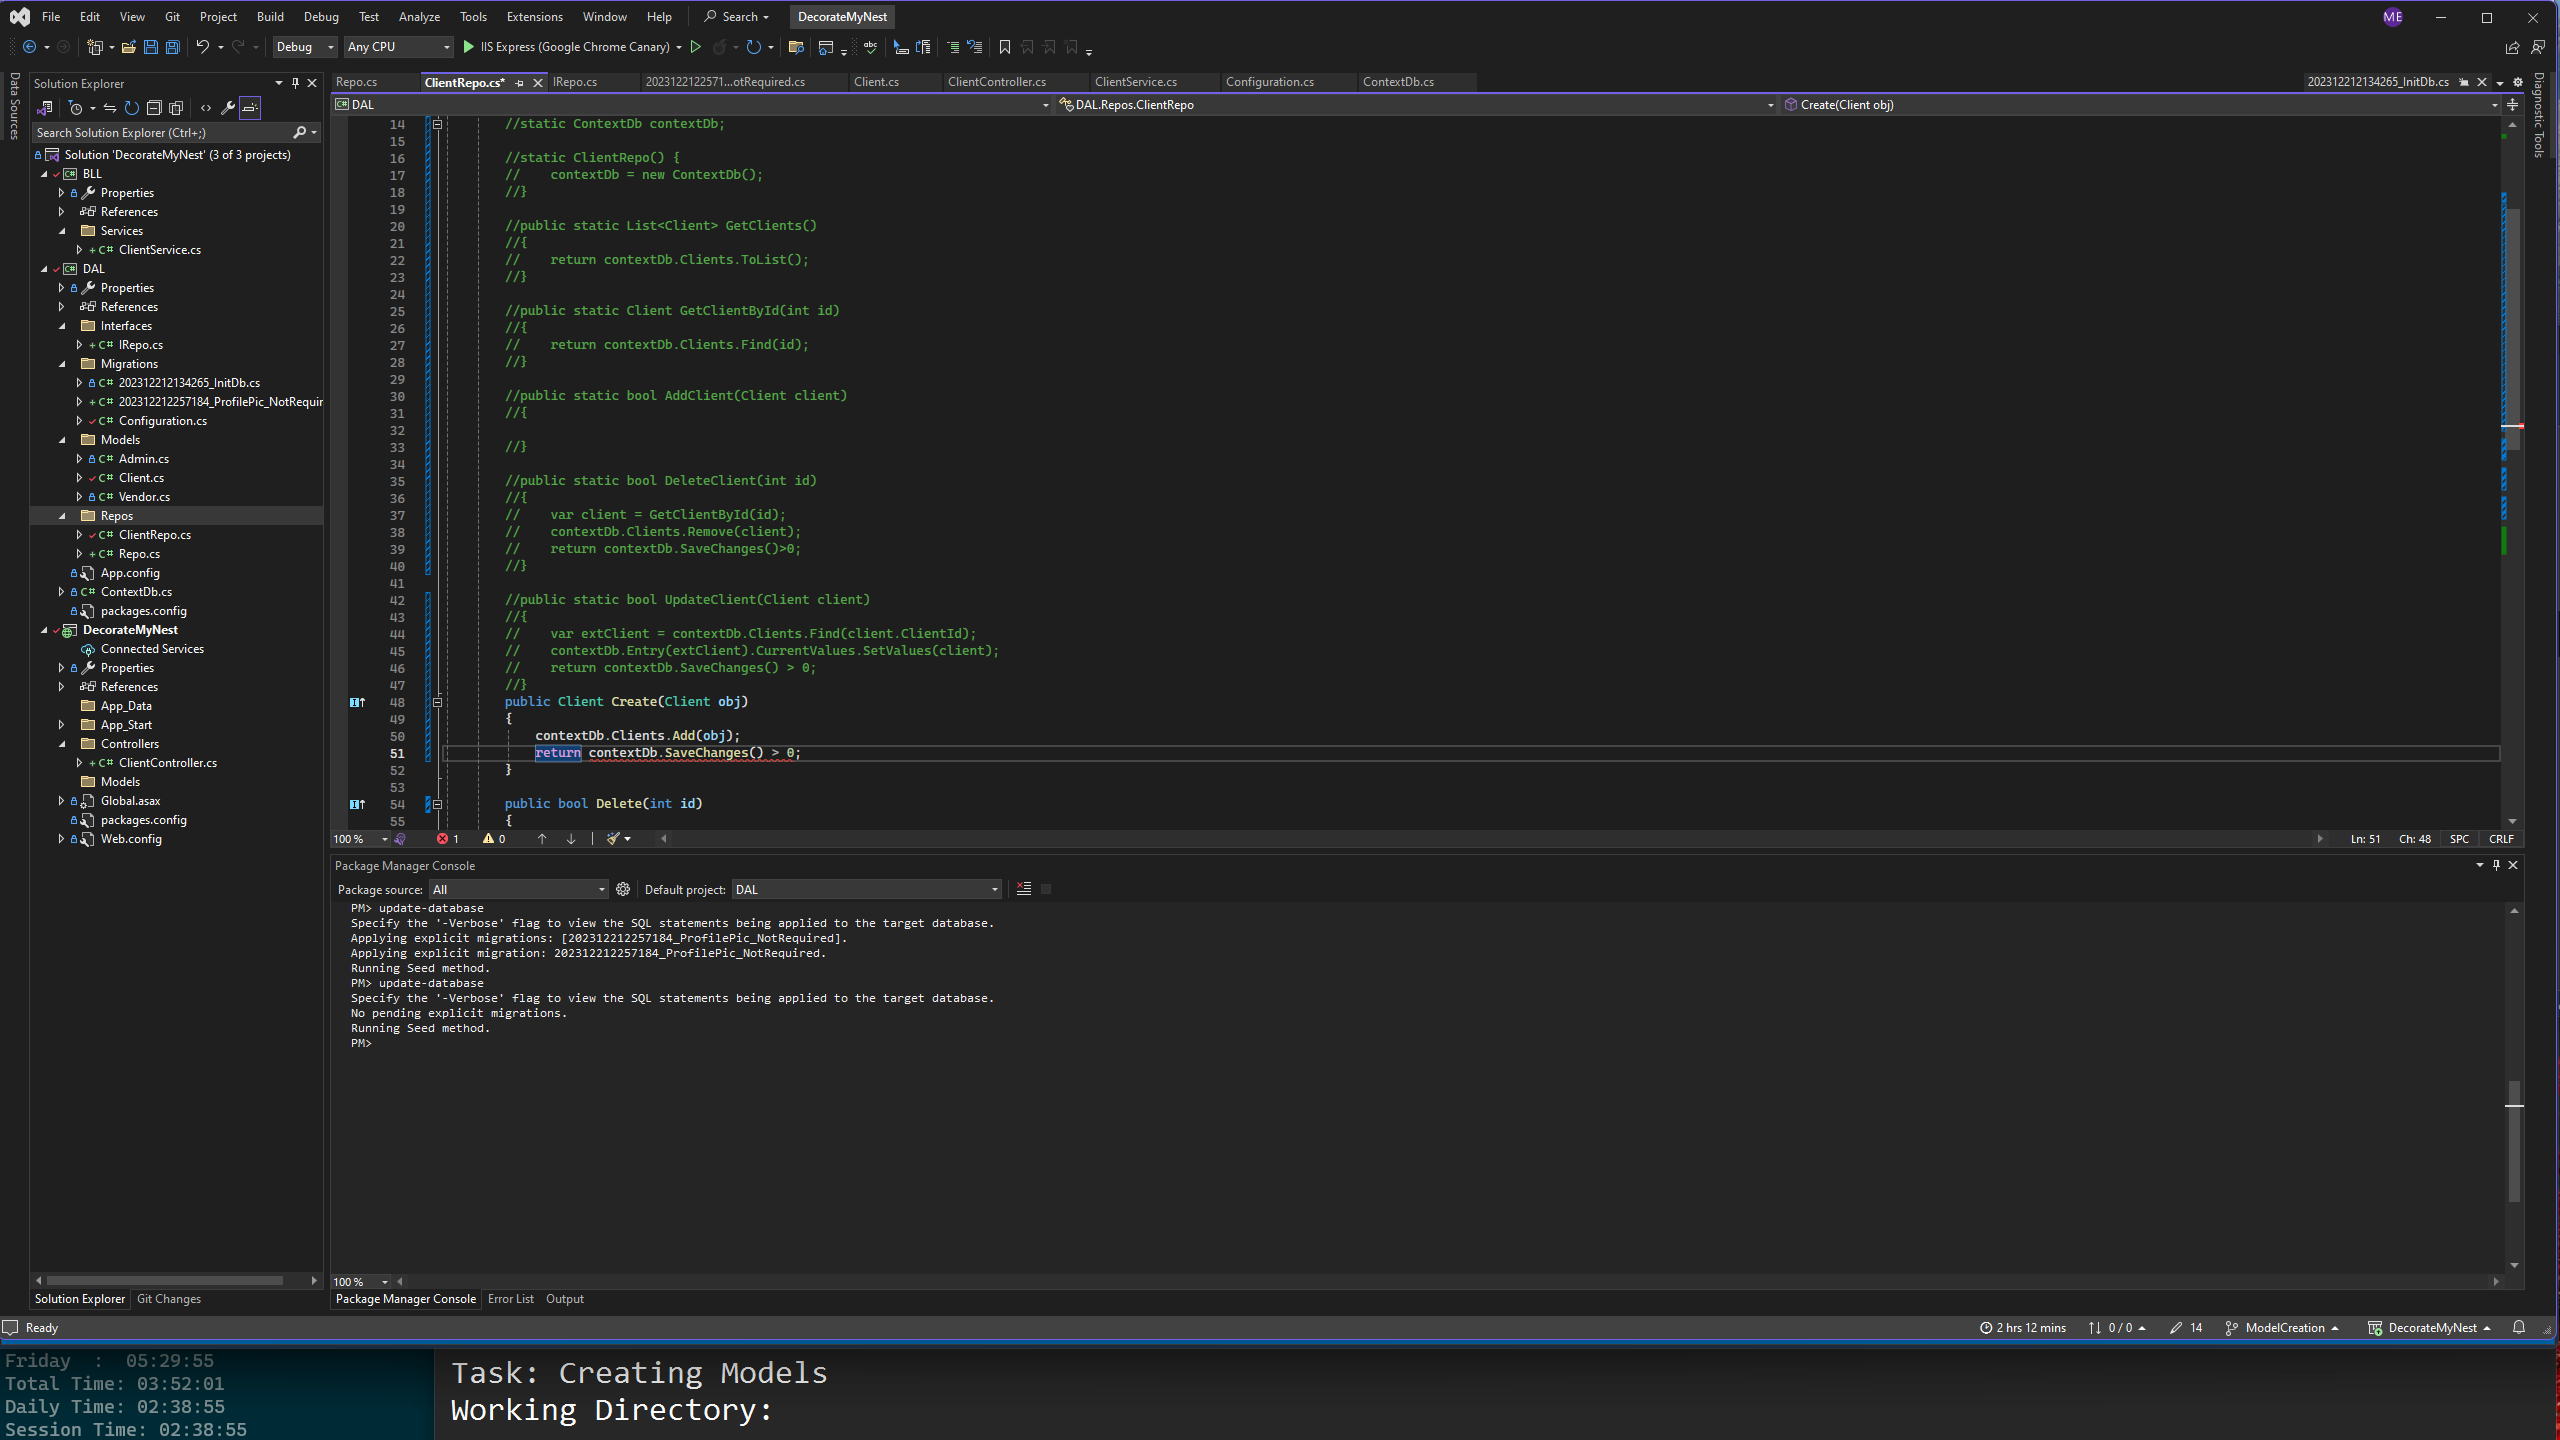 File Edit View Git Project Build Debug Test Analyze Tools Extensions Window Help Search DecorateMyNest ME
Debug Any CPU IIS Express (Google Chrome Canary)
Data Sources
Solution Explorer
Search Solution Explorer (Ctrl+;)
Solution 'DecorateMyNest' (3 of 3 projects)
BLL
Properties
References
Services
C# ClientService.cs
DAL
Properties
References
Interfaces
C# IRepo.cs
Migrations
C# 202312212134265_InitDb.cs
C# 202312212257184_ProfilePic_NotRequir
C# Configuration.cs
Models
C# Admin.cs
C# Client.cs
C# Vendor.cs
Repos
C# ClientRepo.cs
C# Repo.cs
App.config
C# ContextDb.cs
packages.config
DecorateMyNest
Connected Services
Properties
References
App_Data
App_Start
Controllers
C# ClientController.cs
Models
Global.asax
packages.config
Web.config
Solution Explorer Git Changes
Repo.cs ClientRepo.cs* IRepo.cs 2023122122571...otRequired.cs Client.cs ClientController.cs ClientService.cs Configuration.cs ContextDb.cs 202312212134265_InitDb.cs
DAL DAL.Repos.ClientRepo Create(Client obj)
14 //static ContextDb contextDb;
15
16 //static ClientRepo() {
17 // contextDb = new ContextDb();
18 //}
19
20 //public static List<Client> GetClients()
21 //{
22 // return contextDb.Clients.ToList();
23 //}
24
25 //public static Client GetClientById(int id)
26 //{
27 // return contextDb.Clients.Find(id);
28 //}
29
30 //public static bool AddClient(Client client)
31 //{
32
33 //}
34
35 //public static bool DeleteClient(int id)
36 //{
37 // var client = GetClientById(id);
38 // contextDb.Clients.Remove(client);
39 // return contextDb.SaveChanges()>0;
40 //}
41
42 //public static bool UpdateClient(Client client)
43 //{
44 // var extClient = contextDb.Clients.Find(client.ClientId);
45 // contextDb.Entry(extClient).CurrentValues.SetValues(client);
46 // return contextDb.SaveChanges() > 0;
47 //}
48 public Client Create(Client obj)
49 {
50 contextDb.Clients.Add(obj);
51 return contextDb.SaveChanges() > 0;
52 }
53
54 public bool Delete(int id)
55 {
100 % 1 0 Ln: 51 Ch: 48 SPC CRLF
Diagnostic Tools
Package Manager Console
Package source: All Default project: DAL
PM> update-database
Specify the '-Verbose' flag to view the SQL statements being applied to the target database.
Applying explicit migrations: [202312212257184_ProfilePic_NotRequired].
Applying explicit migration: 202312212257184_ProfilePic_NotRequired.
Running Seed method.
PM> update-database
Specify the '-Verbose' flag to view the SQL statements being applied to the target database.
No pending explicit migrations.
Running Seed method.
PM>
100 %
Package Manager Console Error List Output
Ready 2 hrs 12 mins 0 / 0 14 ModelCreation DecorateMyNest
Friday : 05:29:55
Total Time: 03:52:01
Daily Time: 02:38:55
Session Time: 02:38:55
Task: Creating Models
Working Directory: